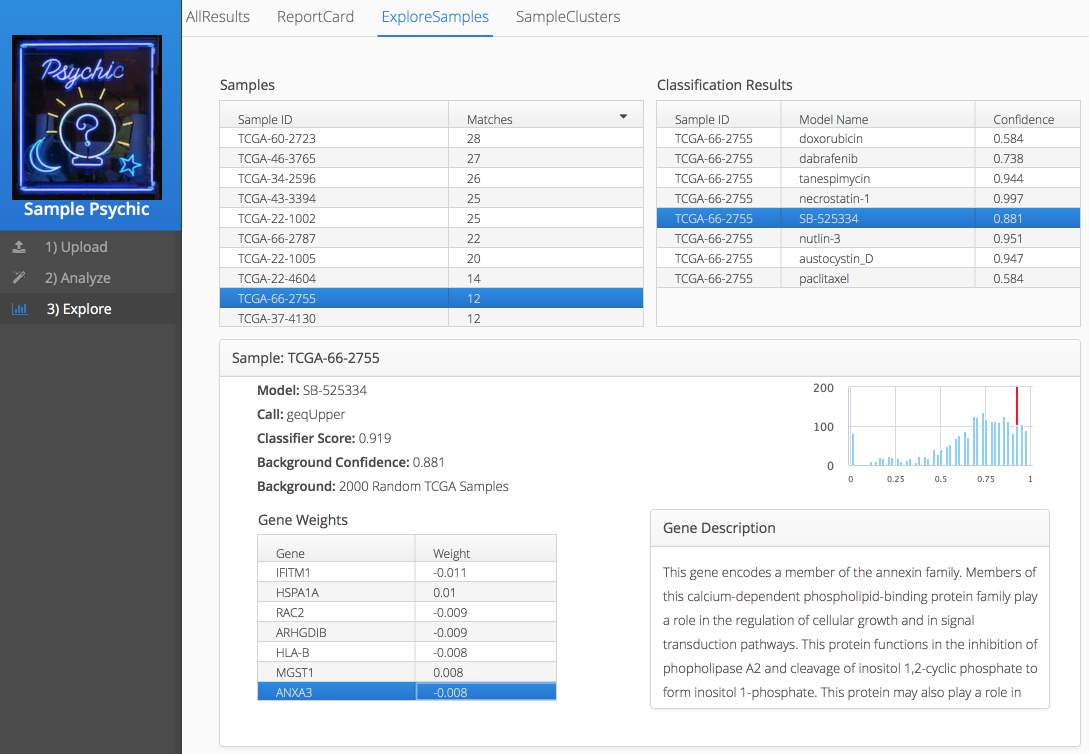 AllResults ReportCard ExploreSamples SampleClusters
Psychic
?
Sample Psychic
1) Upload
2) Analyze
3) Explore
Samples
Sample ID Matches
TCGA-60-2723 28
TCGA-46-3765 27
TCGA-34-2596 26
TCGA-43-3394 25
TCGA-22-1002 25
TCGA-66-2787 22
TCGA-22-1005 20
TCGA-22-4604 14
TCGA-66-2755 12
TCGA-37-4130 12
Classification Results
Sample ID Model Name Confidence
TCGA-66-2755 doxorubicin 0.584
TCGA-66-2755 dabrafenib 0.738
TCGA-66-2755 tanespimycin 0.944
TCGA-66-2755 necrostatin-1 0.997
TCGA-66-2755 SB-525334 0.881
TCGA-66-2755 nutlin-3 0.951
TCGA-66-2755 austocystin_D 0.947
TCGA-66-2755 paclitaxel 0.584
Sample: TCGA-66-2755
Model: SB-525334
Call: geqUpper
Classifier Score: 0.919
Background Confidence: 0.881
Background: 2000 Random TCGA Samples
200
100
0
0 0.25 0.5 0.75 1
Gene Weights
Gene Weight
IFITM1 -0.011
HSPA1A 0.01
RAC2 -0.009
ARHGDIB -0.009
HLA-B -0.008
MGST1 0.008
ANXA3 -0.008
Gene Description
This gene encodes a member of the annexin family. Members of
this calcium-dependent phospholipid-binding protein family play
a role in the regulation of cellular growth and in signal
transduction pathways. This protein functions in the inhibition of
phopholipase A2 and cleavage of inositol 1,2-cyclic phosphate to
form inositol 1-phosphate. This protein may also play a role in